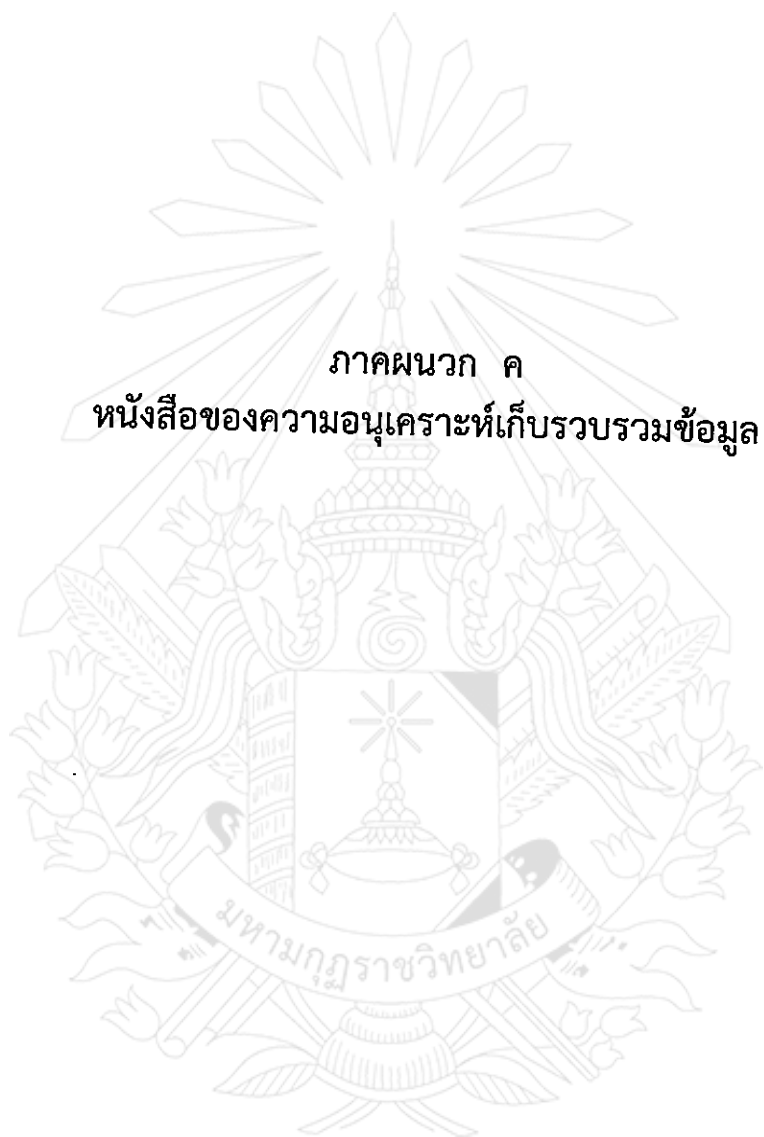 ภาคผนวก ค
หนังสือของความอนุเคราะห์เก็บรวบรวมข้อมูล
มหามกุฏราชวิทยาลัย